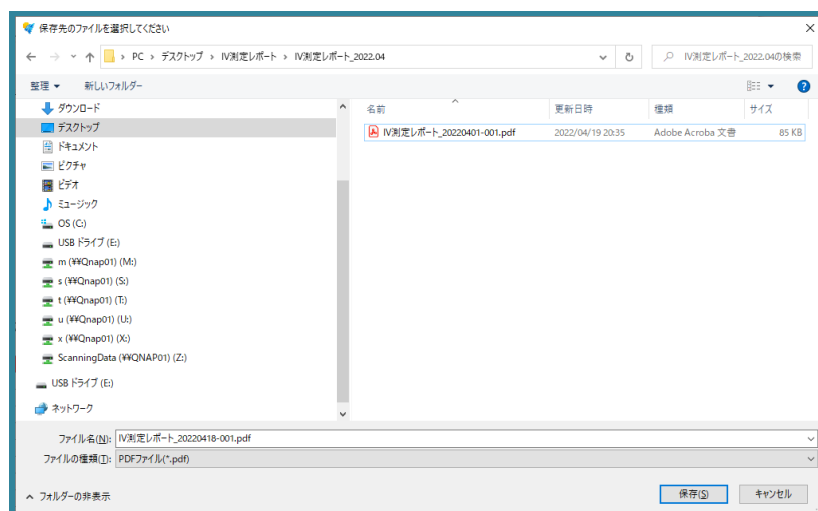 保存先のファイルを選択してください
PC › デスクトップ › IV測定レポート › IV測定レポート_2022.04
IV測定レポート_2022.04の検索
整理 新しいフォルダー
名前 更新日時 種類 サイズ
ダウンロード
デスクトップ
ドキュメント
ピクチャ
ビデオ
ミュージック
OS (C:)
USB ドライブ (E:)
m (¥¥Qnap01) (M:)
s (¥¥Qnap01) (S:)
t (¥¥Qnap01) (T:)
u (¥¥Qnap01) (U:)
x (¥¥Qnap01) (X:)
ScanningData (¥¥QNAP01) (Z:)
USB ドライブ (E:)
ネットワーク
IV測定レポート_20220401-001.pdf 2022/04/19 20:35 Adobe Acroba 文書 85 KB
ファイル名(N): IV測定レポート_20220418-001.pdf
ファイルの種類(T): PDFファイル(*.pdf)
フォルダーの非表示
保存(S) キャンセル